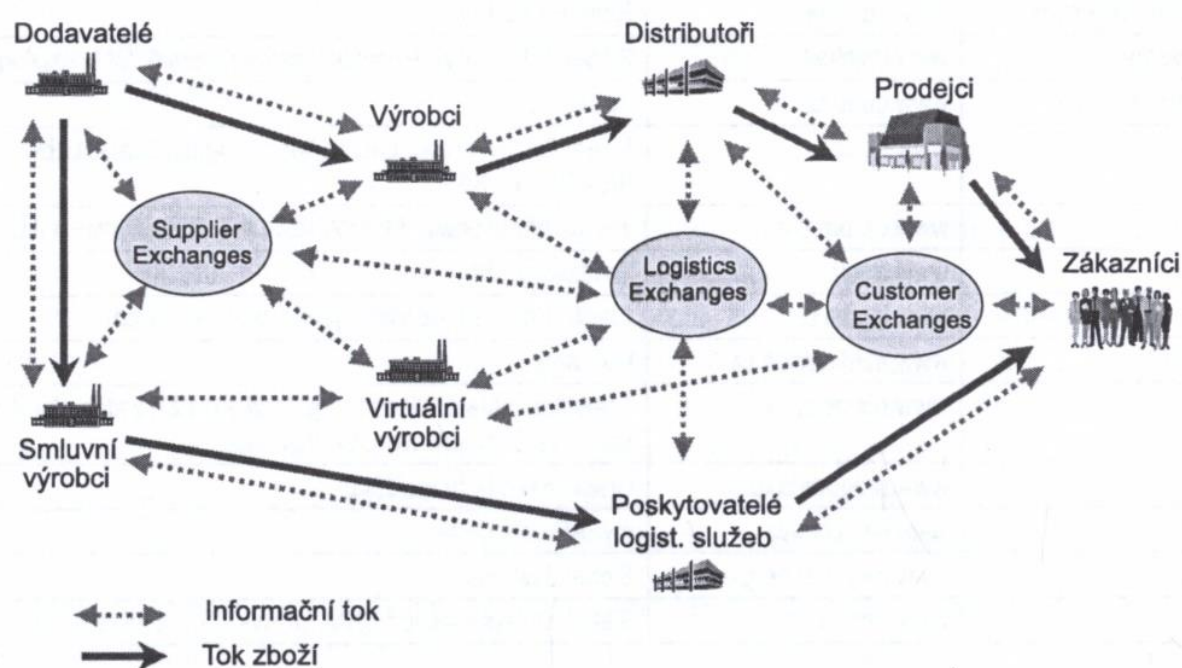 Dodavatelé
Distributoři
Prodejci
Výrobci
Supplier
Exchanges
Logistics
Exchanges
Customer
Exchanges
Zákazníci
Virtuální
výrobci
Smluvní
výrobci
Poskytovatelé
logist. služeb
Informační tok
Tok zboží